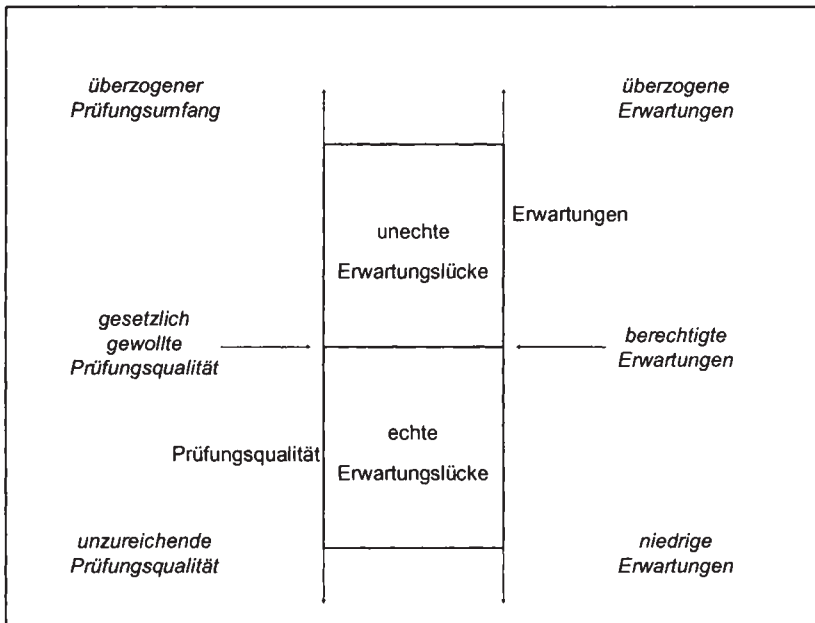 überzogener
Prüfungsumfang
überzogene
Erwartungen
Erwartungen
unechte
Erwartungslücke
gesetzlich
gewollte
Prüfungsqualität
berechtigte
Erwartungen
Prüfungsqualität
echte
Erwartungslücke
unzureichende
Prüfungsqualität
niedrige
Erwartungen